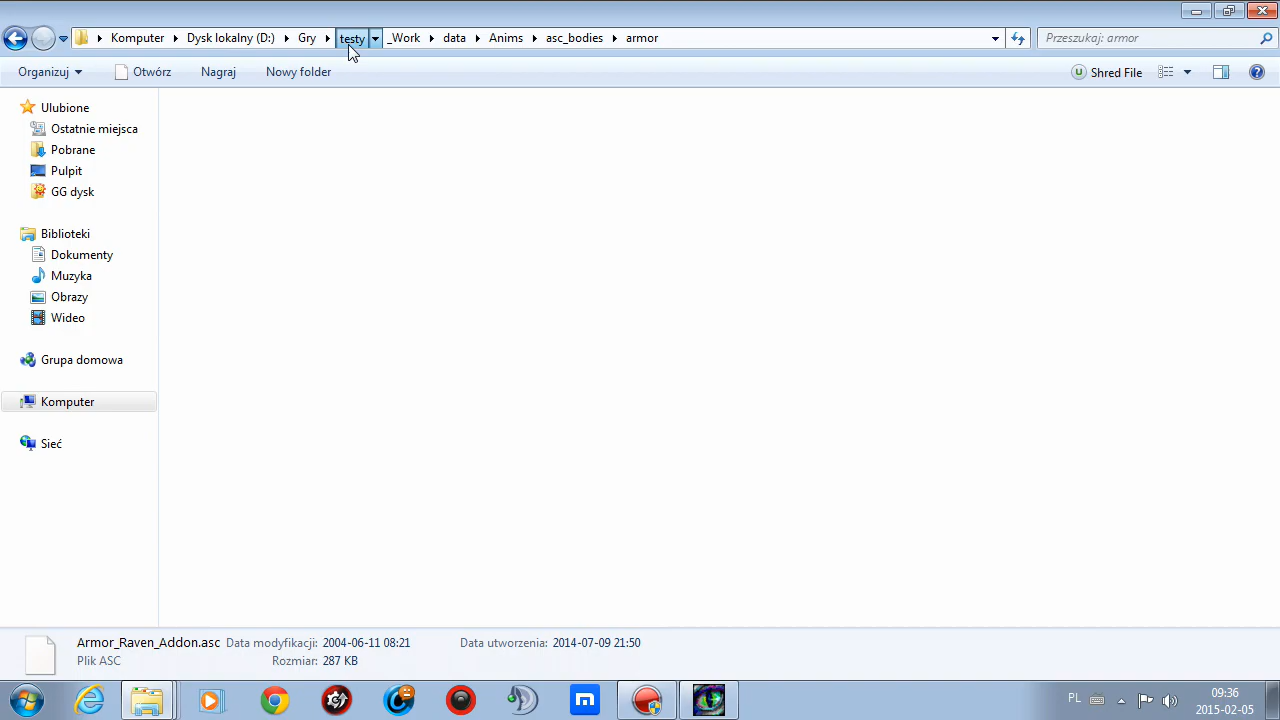 Komputer Dysk lokalny (D:) Gry testy _Work data Anims asc_bodies armor Przeszukaj: armor
Organizuj Otwórz Nagraj Nowy folder Shred File
Ulubione
Ostatnie miejsca
Pobrane
Pulpit
GG dysk
Biblioteki
Dokumenty
Muzyka
Obrazy
Wideo
Grupa domowa
Komputer
Sieć
Armor_Raven_Addon.asc Data modyfikacji: 2004-06-11 08:21 Data utworzenia: 2014-07-09 21:50
Plik ASC Rozmiar: 287 KB
PL 09:36
2015-02-05